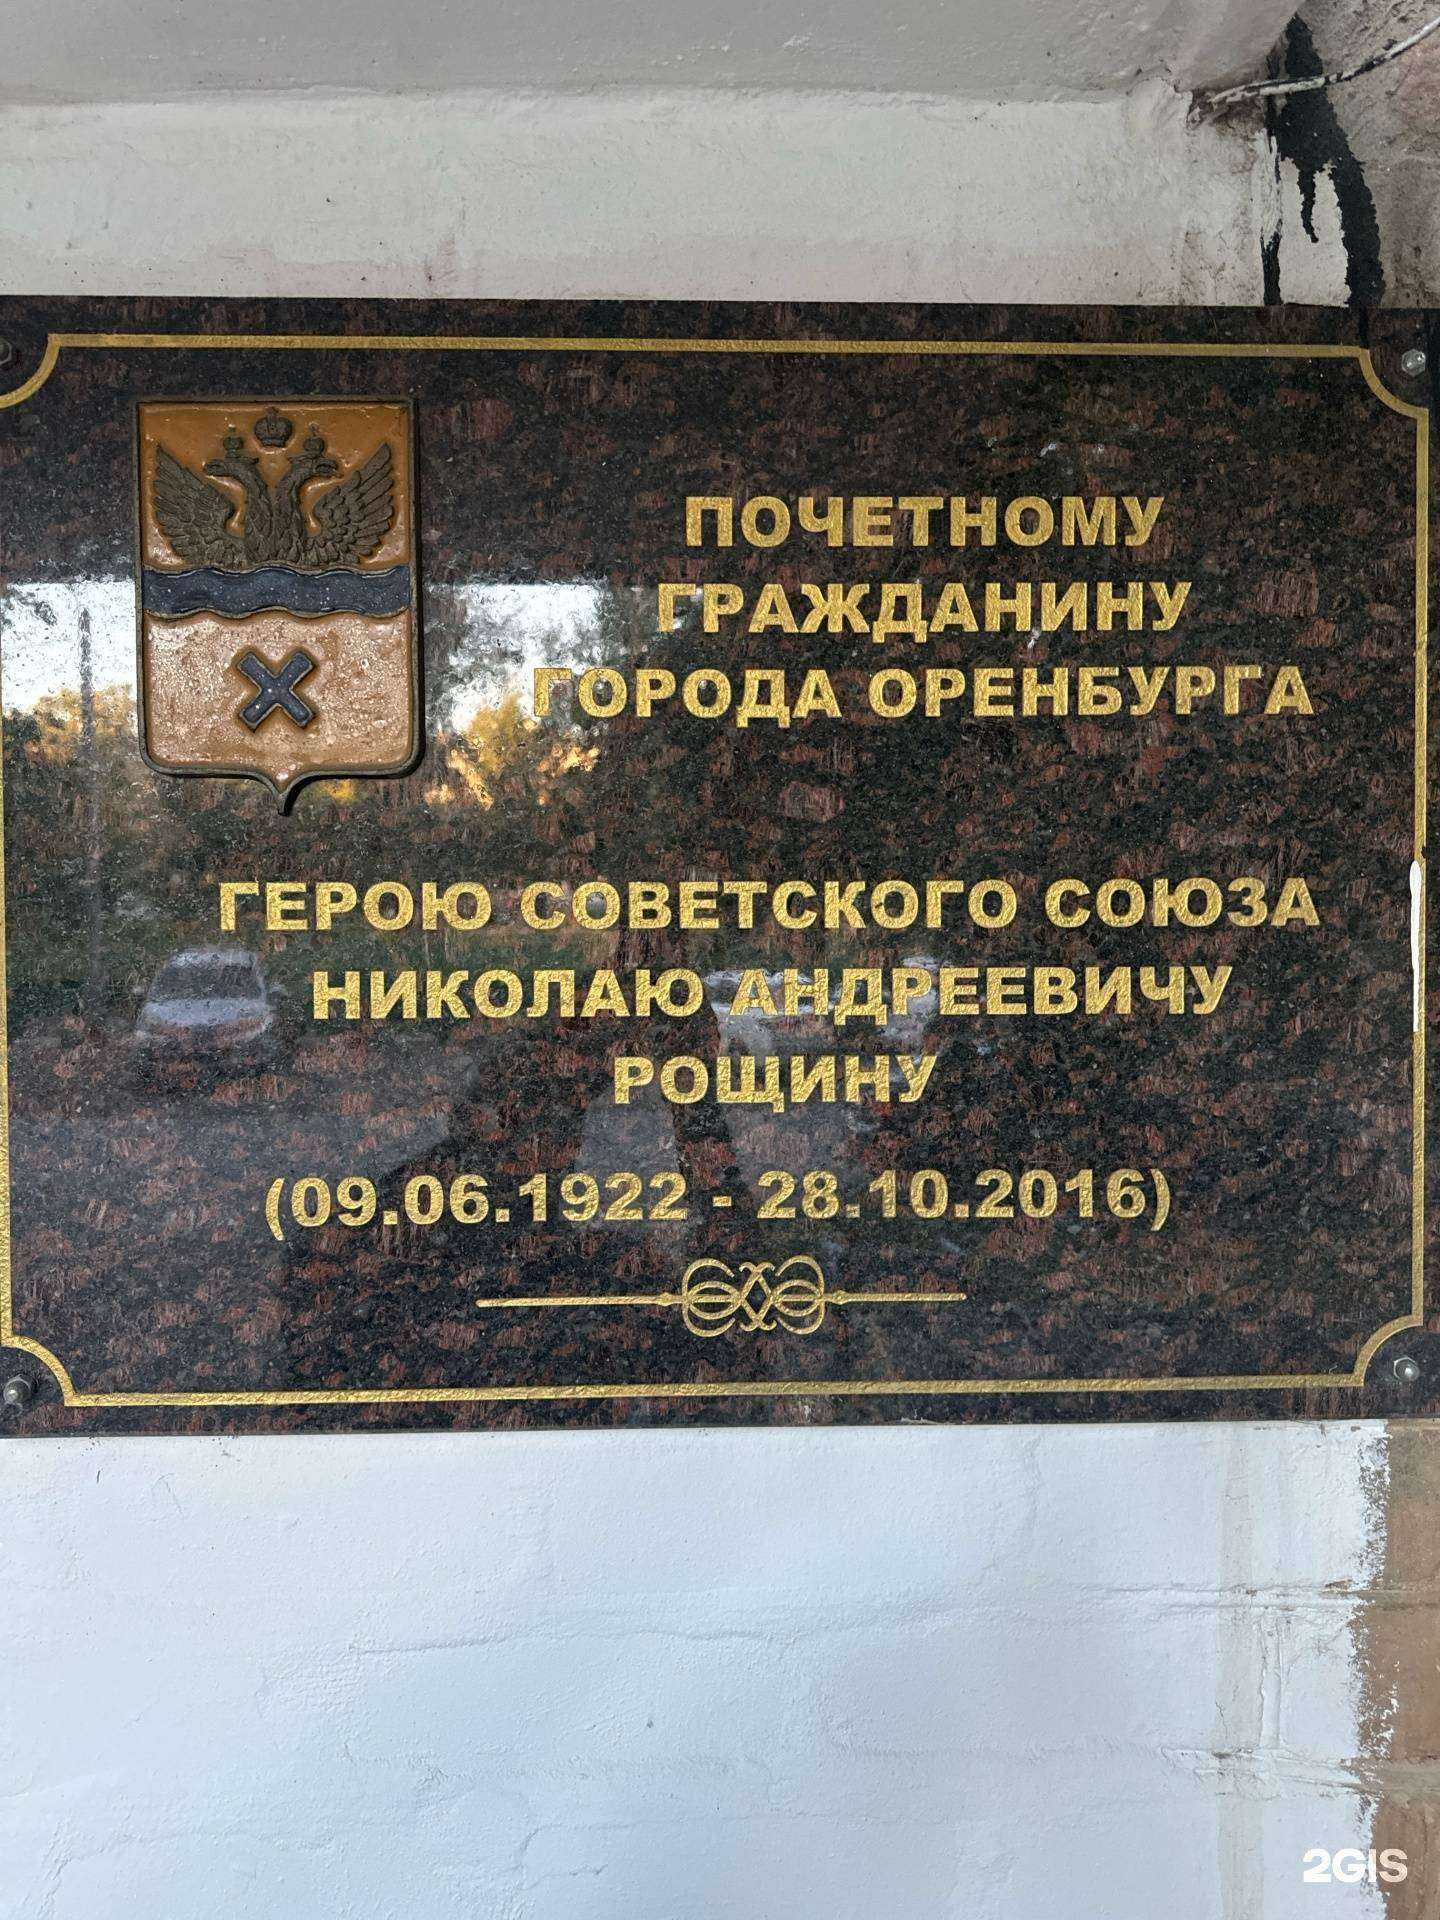 ПОЧЕТНОМУ
ГРАЖДАНИНУ
ГОРОДА ОРЕНБУРГА
ГЕРОЮ СОВЕТСКОГО СОЮЗА
НИКОЛАЮ АНДРЕЕВИЧУ
РОЩИНУ
(09.06.1922 - 28.10.2016)
2GIS